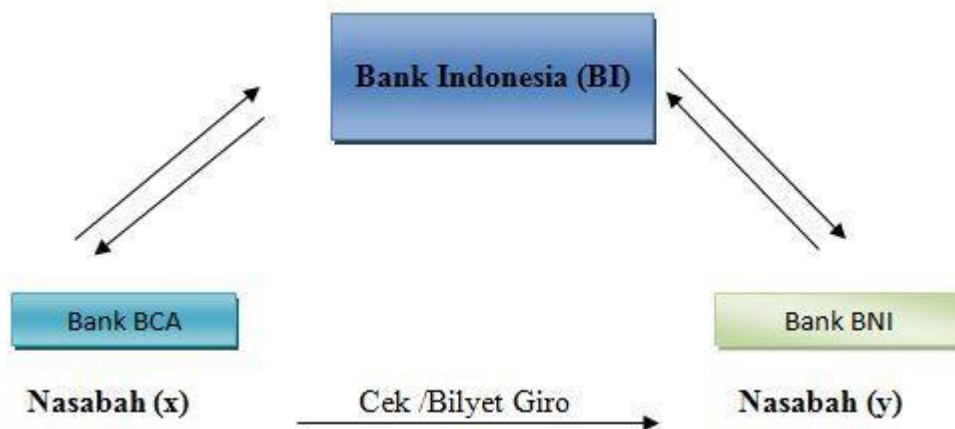 Bank Indonesia (BI)
Bank BCA
Bank BNI
Nasabah (x)
Cek /Bilyet Giro
Nasabah (y)